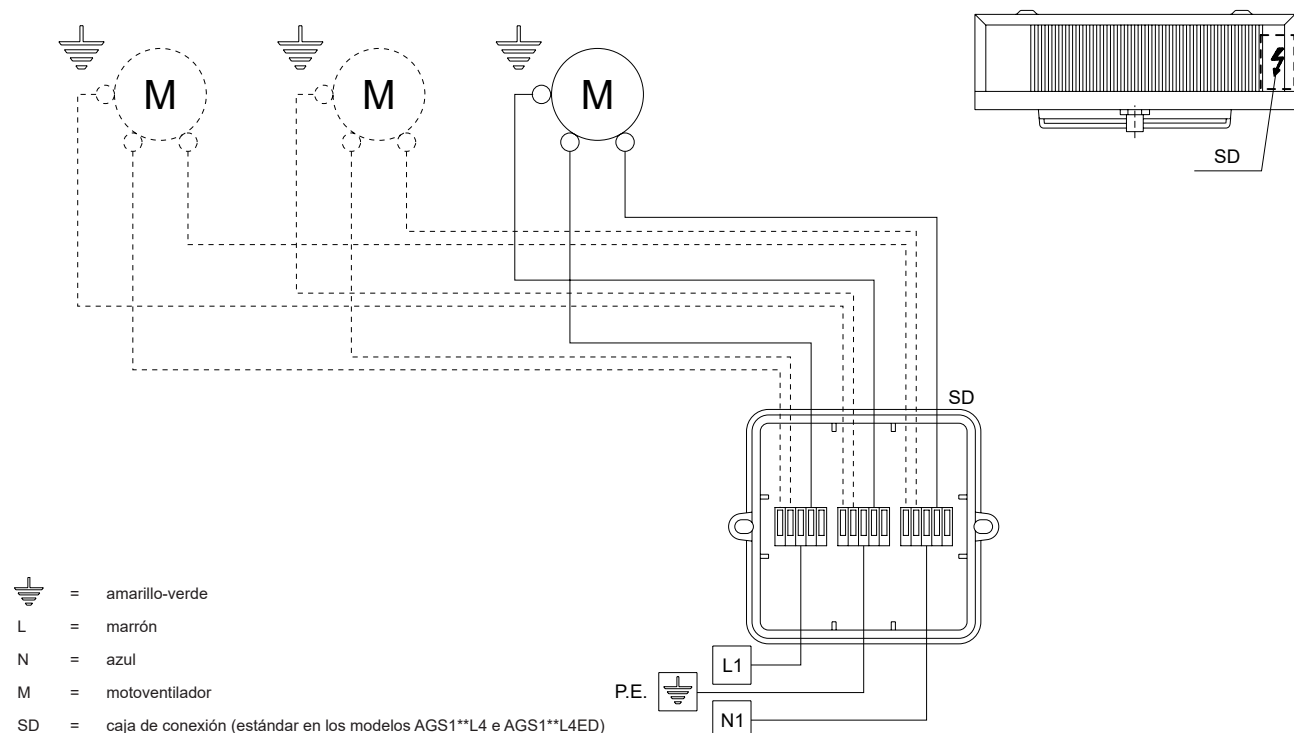 M M M
SD
SD
= amarillo-verde
L = marrón
N = azul
M = motoventilador
SD = caja de conexión (estándar en los modelos AGS1**L4 e AGS1**L4ED)
L1
P.E.
N1